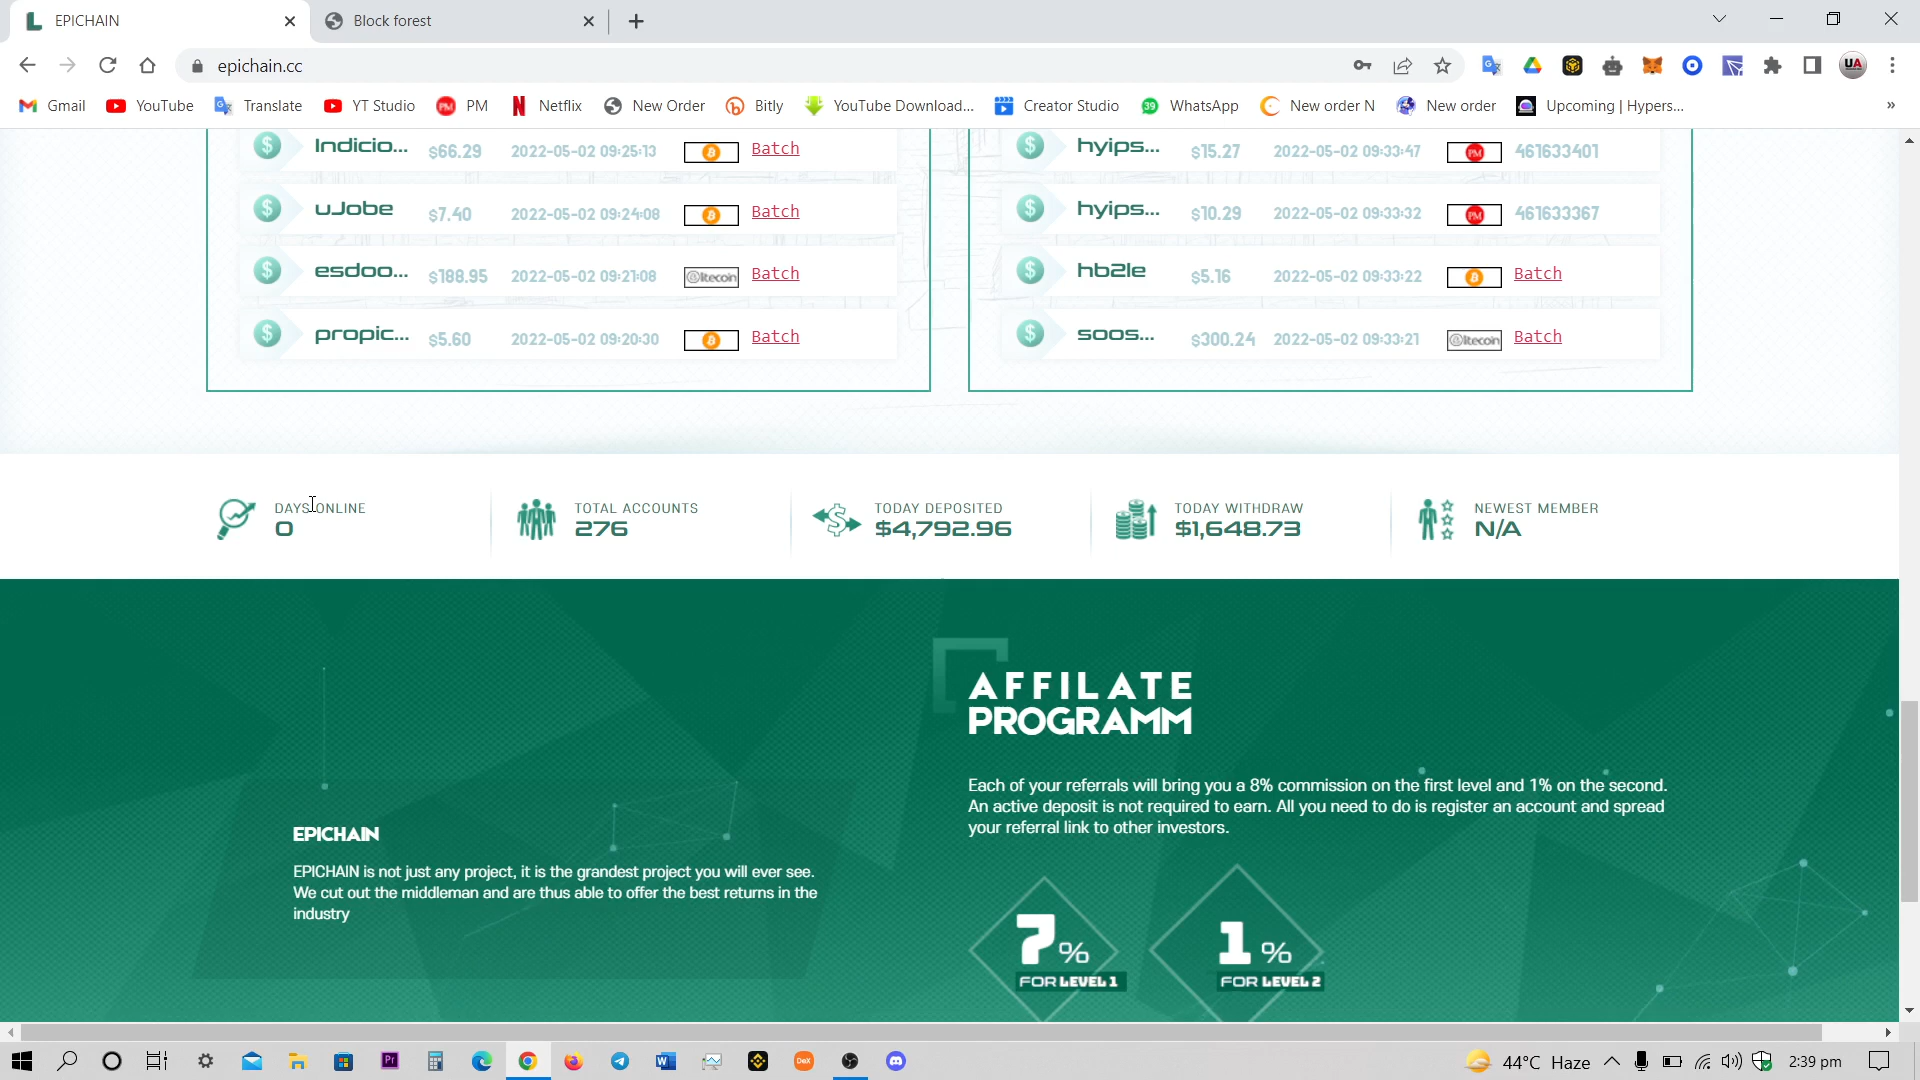 EPICHAIN
Block forest
epichain.cc
Gmail
YouTube
Translate
YT Studio
PM
Netflix
New Order
Bitly
YouTube Download...
Creator Studio
39
WhatsApp
New order N
New order
Upcoming | Hypers...
UA
»
Indicio... $66.29 2022-05-02 09:25:13 Batch
uJobe $7.40 2022-05-02 09:24:08 Batch
esdoo... $188.95 2022-05-02 09:21:08 litecoin Batch
propic... $5.60 2022-05-02 09:20:30 Batch
hyips... $15.27 2022-05-02 09:33:47 PM 461633401
hyips... $10.29 2022-05-02 09:33:32 PM 461633367
hb2le $5.16 2022-05-02 09:33:22 Batch
soos... $300.24 2022-05-02 09:33:21 litecoin Batch
DAYS ONLINE
0
TOTAL ACCOUNTS
276
TODAY DEPOSITED
$4,792.96
TODAY WITHDRAW
$1,648.73
NEWEST MEMBER
N/A
EPICHAIN
EPICHAIN is not just any project, it is the grandest project you will ever see.
We cut out the middleman and are thus able to offer the best returns in the
industry
AFFILATE
PROGRAMM
Each of your referrals will bring you a 8% commission on the first level and 1% on the second.
An active deposit is not required to earn. All you need to do is register an account and spread
your referral link to other investors.
7%
FOR LEVEL 1
1%
FOR LEVEL 2
44°C Haze
2:39 pm